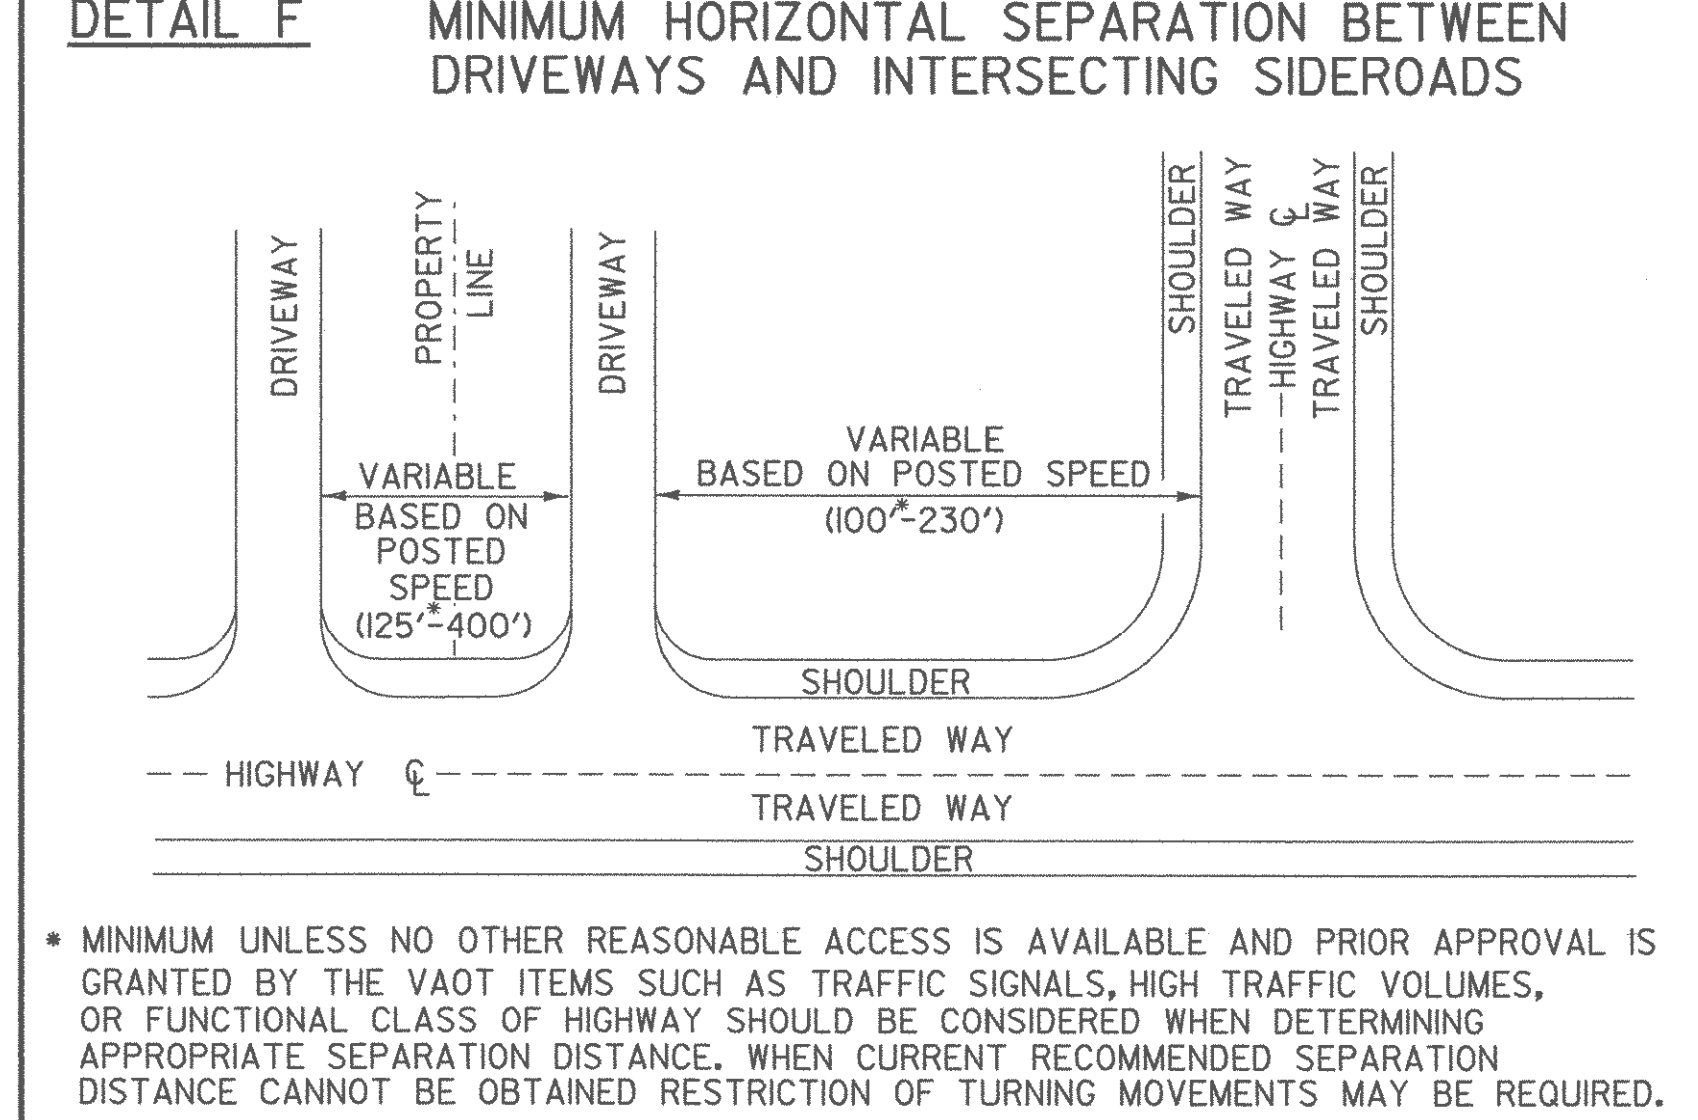 DETAIL F
MINIMUM HORIZONTAL SEPARATION BETWEEN
DRIVEWAYS AND INTERSECTING SIDEROADS
DRIVEWAY
PROPERTY
LINE
DRIVEWAY
SHOULDER
TRAVELED WAY
HIGHWAY ℄
TRAVELED WAY
SHOULDER
VARIABLE
BASED ON
POSTED
SPEED
(125'*-400')
VARIABLE
BASED ON POSTED SPEED
(100'*-230')
SHOULDER
TRAVELED WAY
HIGHWAY ℄
TRAVELED WAY
SHOULDER
* MINIMUM UNLESS NO OTHER REASONABLE ACCESS IS AVAILABLE AND PRIOR APPROVAL IS
GRANTED BY THE VAOT ITEMS SUCH AS TRAFFIC SIGNALS, HIGH TRAFFIC VOLUMES,
OR FUNCTIONAL CLASS OF HIGHWAY SHOULD BE CONSIDERED WHEN DETERMINING
APPROPRIATE SEPARATION DISTANCE. WHEN CURRENT RECOMMENDED SEPARATION
DISTANCE CANNOT BE OBTAINED RESTRICTION OF TURNING MOVEMENTS MAY BE REQUIRED.